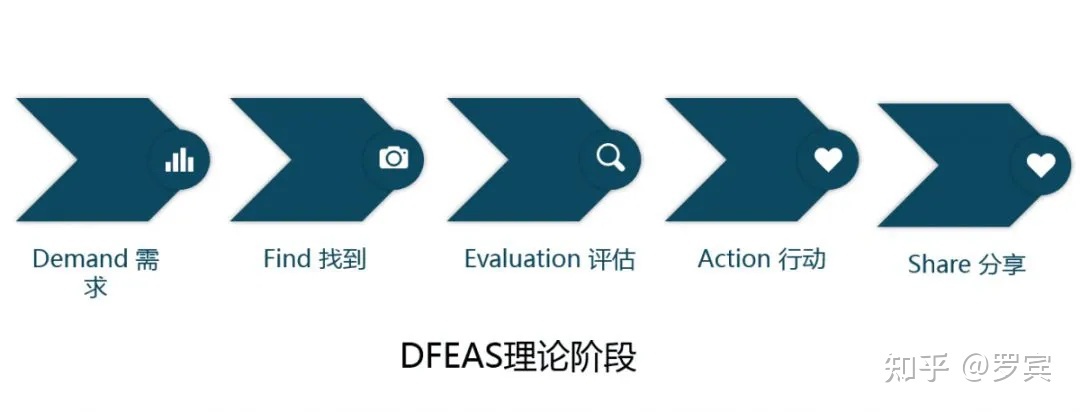 Demand 需
求
Find 找到
Evaluation 评估
Action 行动
Share 分享
DFEAS理论阶段
知乎 @罗宾